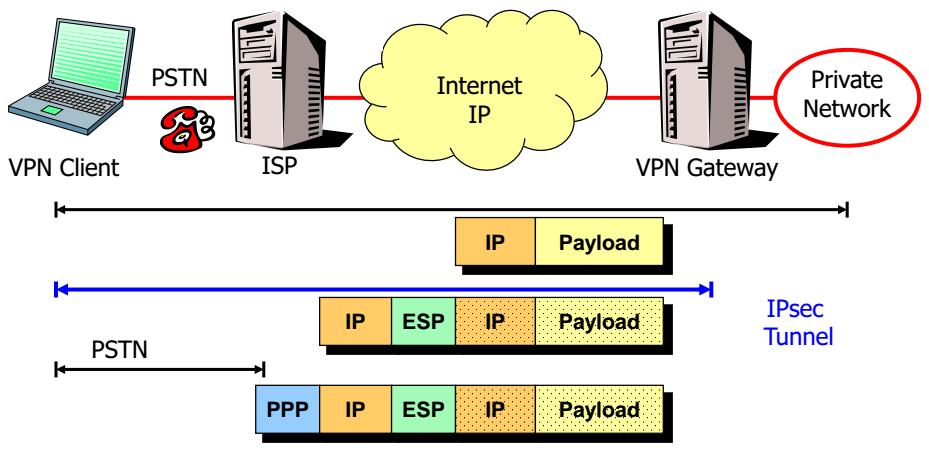 PSTN
Internet
IP
Private
Network
VPN Client
ISP
VPN Gateway
IP Payload
IP ESP IP Payload
IPsec
Tunnel
PSTN
PPP IP ESP IP Payload